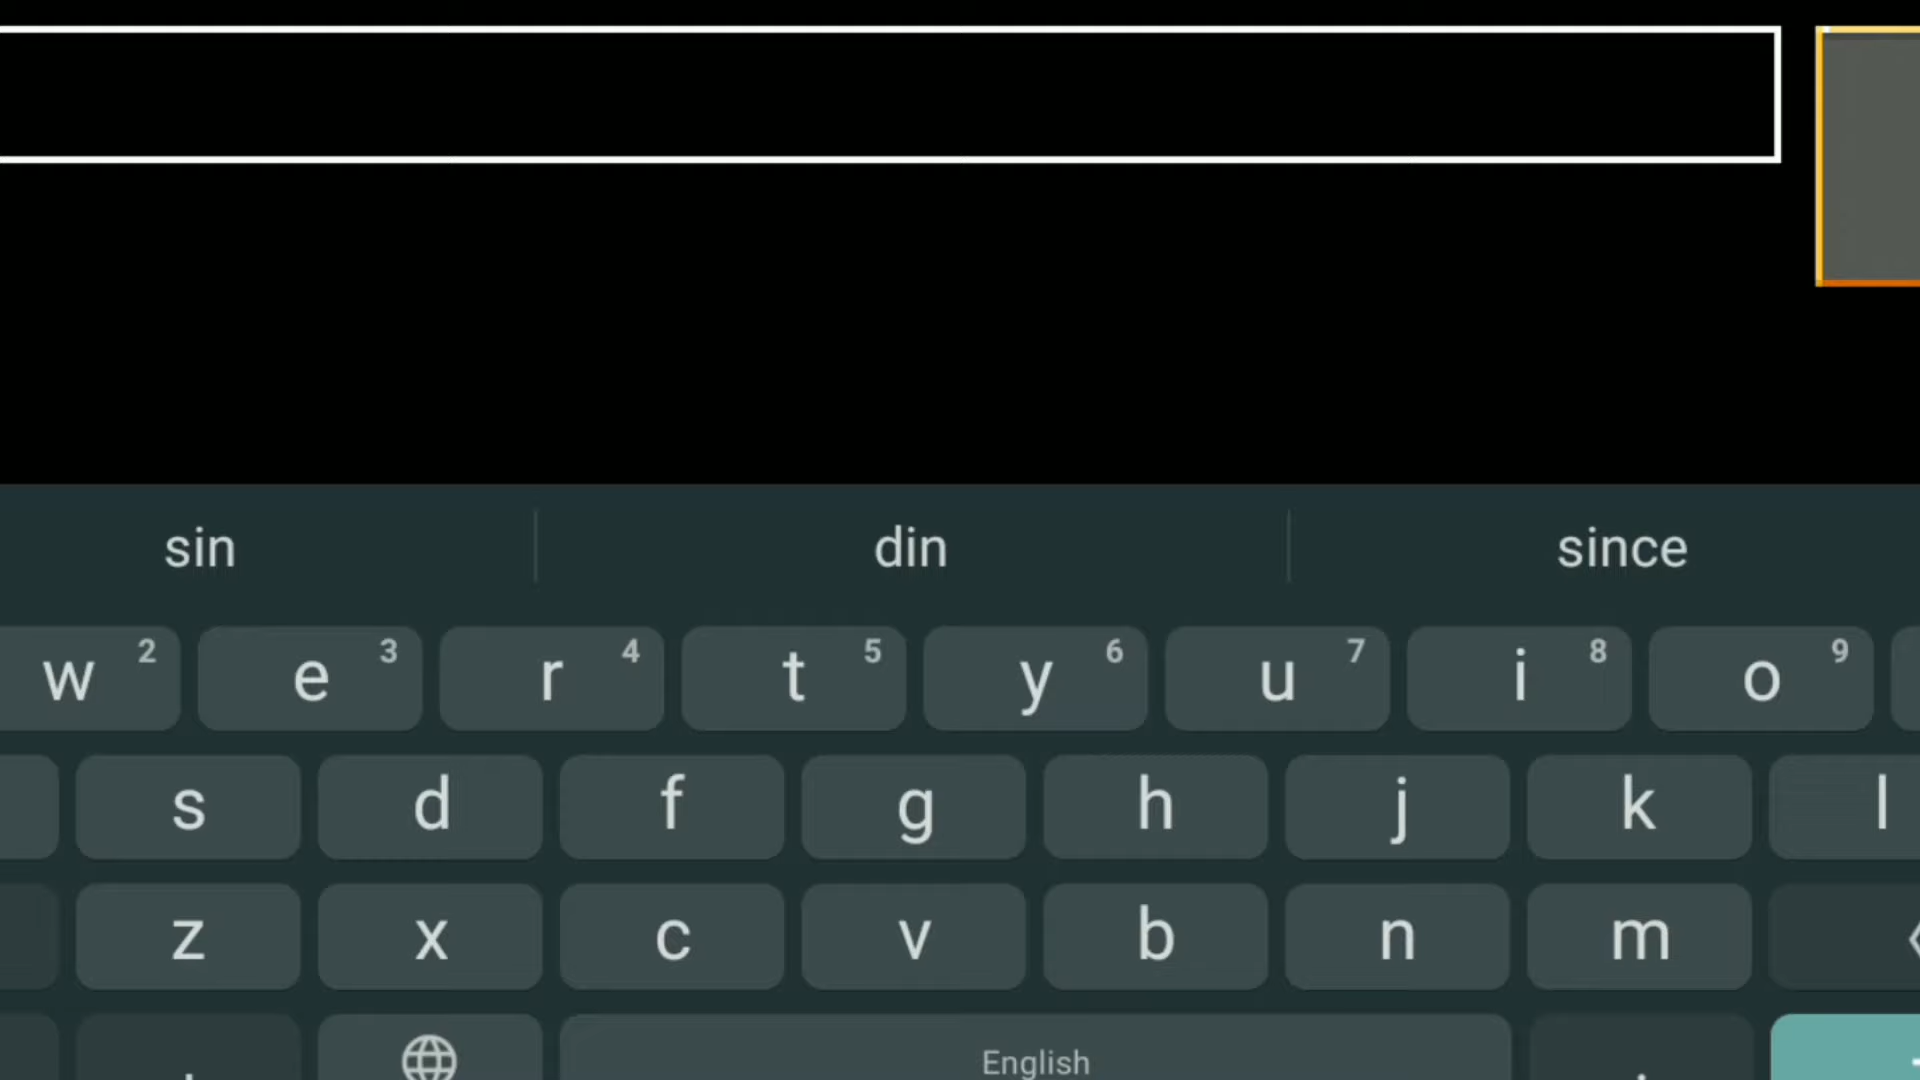 sin din since
w 2 e 3 r 4 t 5 y 6 u 7 i 8 o 9
s d f g h j k l
z x c v b n m
English